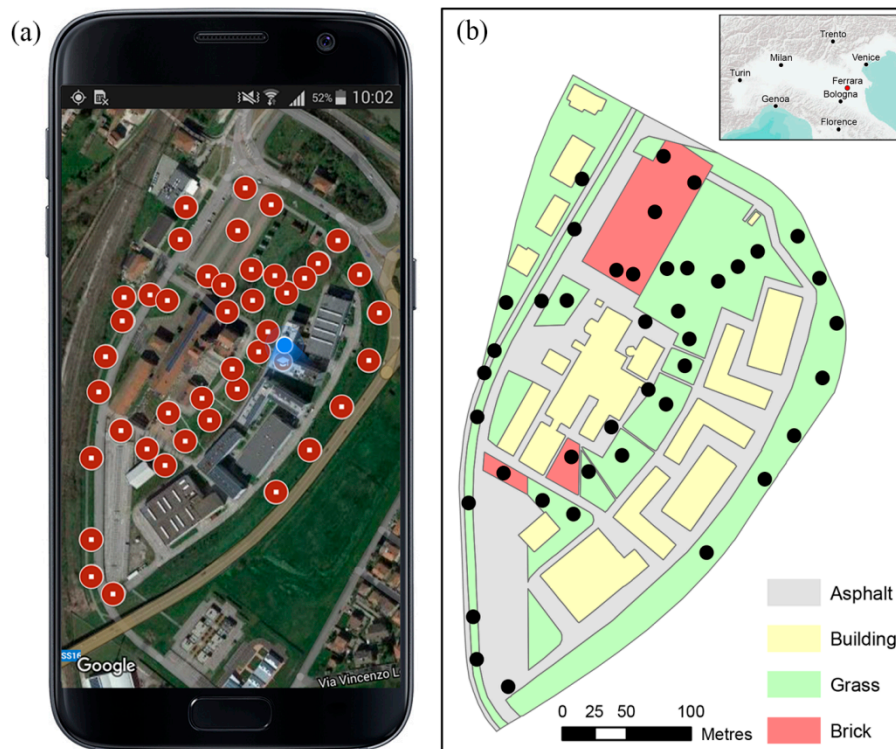 (a)
52% 10:02
SS16
Google
Via Vincenzo L
(b)
Trento
Milan
Venice
Turin
Ferrara
Bologna
Genoa
Florence
Asphalt
Building
Grass
Brick
0 25 50 100
Metres